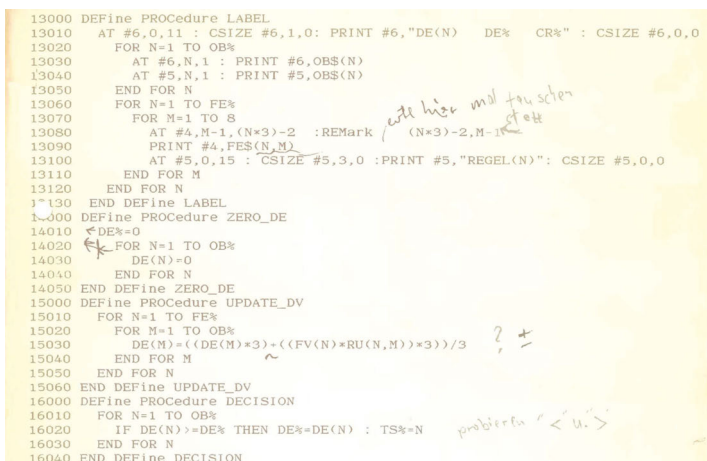 13000 DEFine PROCedure LABEL
13010 AT #6,0,11 : CSIZE #6,1,0: PRINT #6,"DE(N) DE% CR%" : CSIZE #6,0,0
13020 FOR N=1 TO OB%
13030 AT #6,N,1 : PRINT #6,OB$(N)
13040 AT #5,N,1 : PRINT #5,OB$(N)
13050 END FOR N
13060 FOR N=1 TO FE%
hier mal tauschen
13070 FOR M=1 TO 8
statt
13080 AT #4,M-1,(N*3)-2 :REMark (N*3)-2,M-1
13090 PRINT #4,FE$(N,M)
13100 AT #5,0,15 : CSIZE #5,3,0 :PRINT #5,"REGEL(N)": CSIZE #5,0,0
13110 END FOR M
13120 END FOR N
13130 END DEFine LABEL
14000 DEFine PROCedure ZERO_DE
14010 DE%=0
14020 FOR N=1 TO OB%
14030 DE(N)=0
14040 END FOR N
14050 END DEFine ZERO_DE
15000 DEFine PROCedure UPDATE_DV
15010 FOR N=1 TO FE%
15020 FOR M=1 TO OB%
15030 DE(M)=((DE(M)*3)+((FV(N)*RU(N,M))*3))/3 ? ±
15040 END FOR M
15050 END FOR N
15060 END DEFine UPDATE_DV
16000 DEFine PROCedure DECISION
16010 FOR N=1 TO OB%
16020 IF DE(N)>=DE% THEN DE%=DE(N) : TS%=N probieren "<" u. ">
16030 END FOR N
16040 END DEFine DECISION